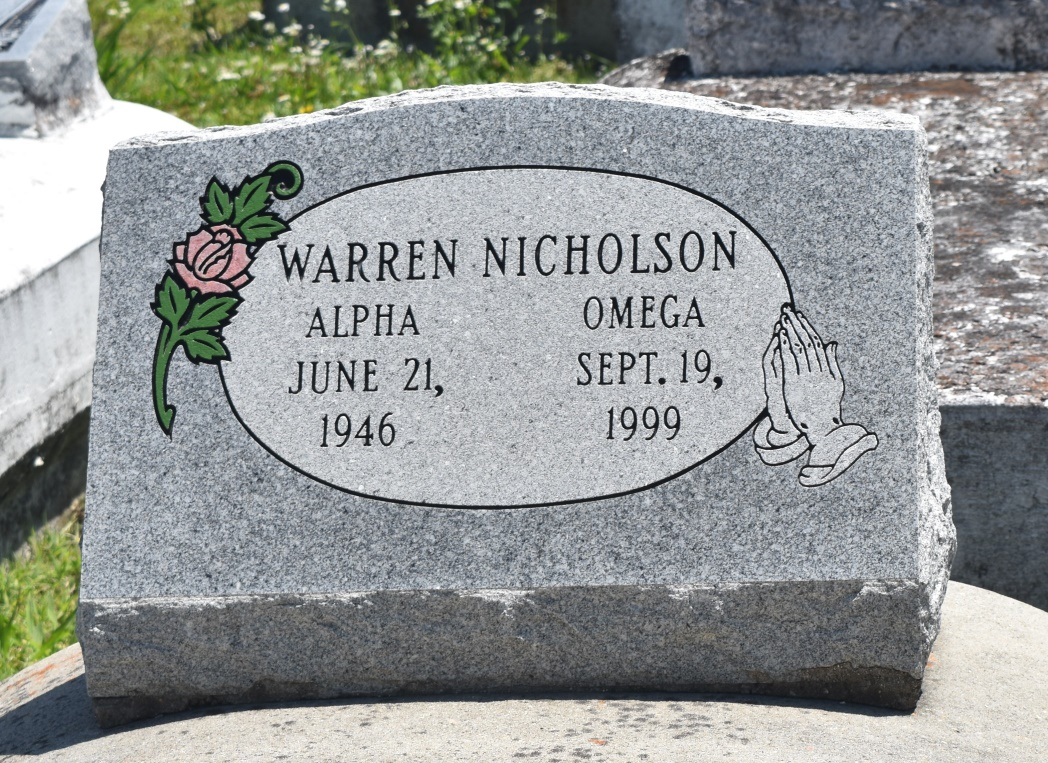 WARREN NICHOLSON
ALPHA OMEGA
JUNE 21, SEPT. 19,
1946 1999